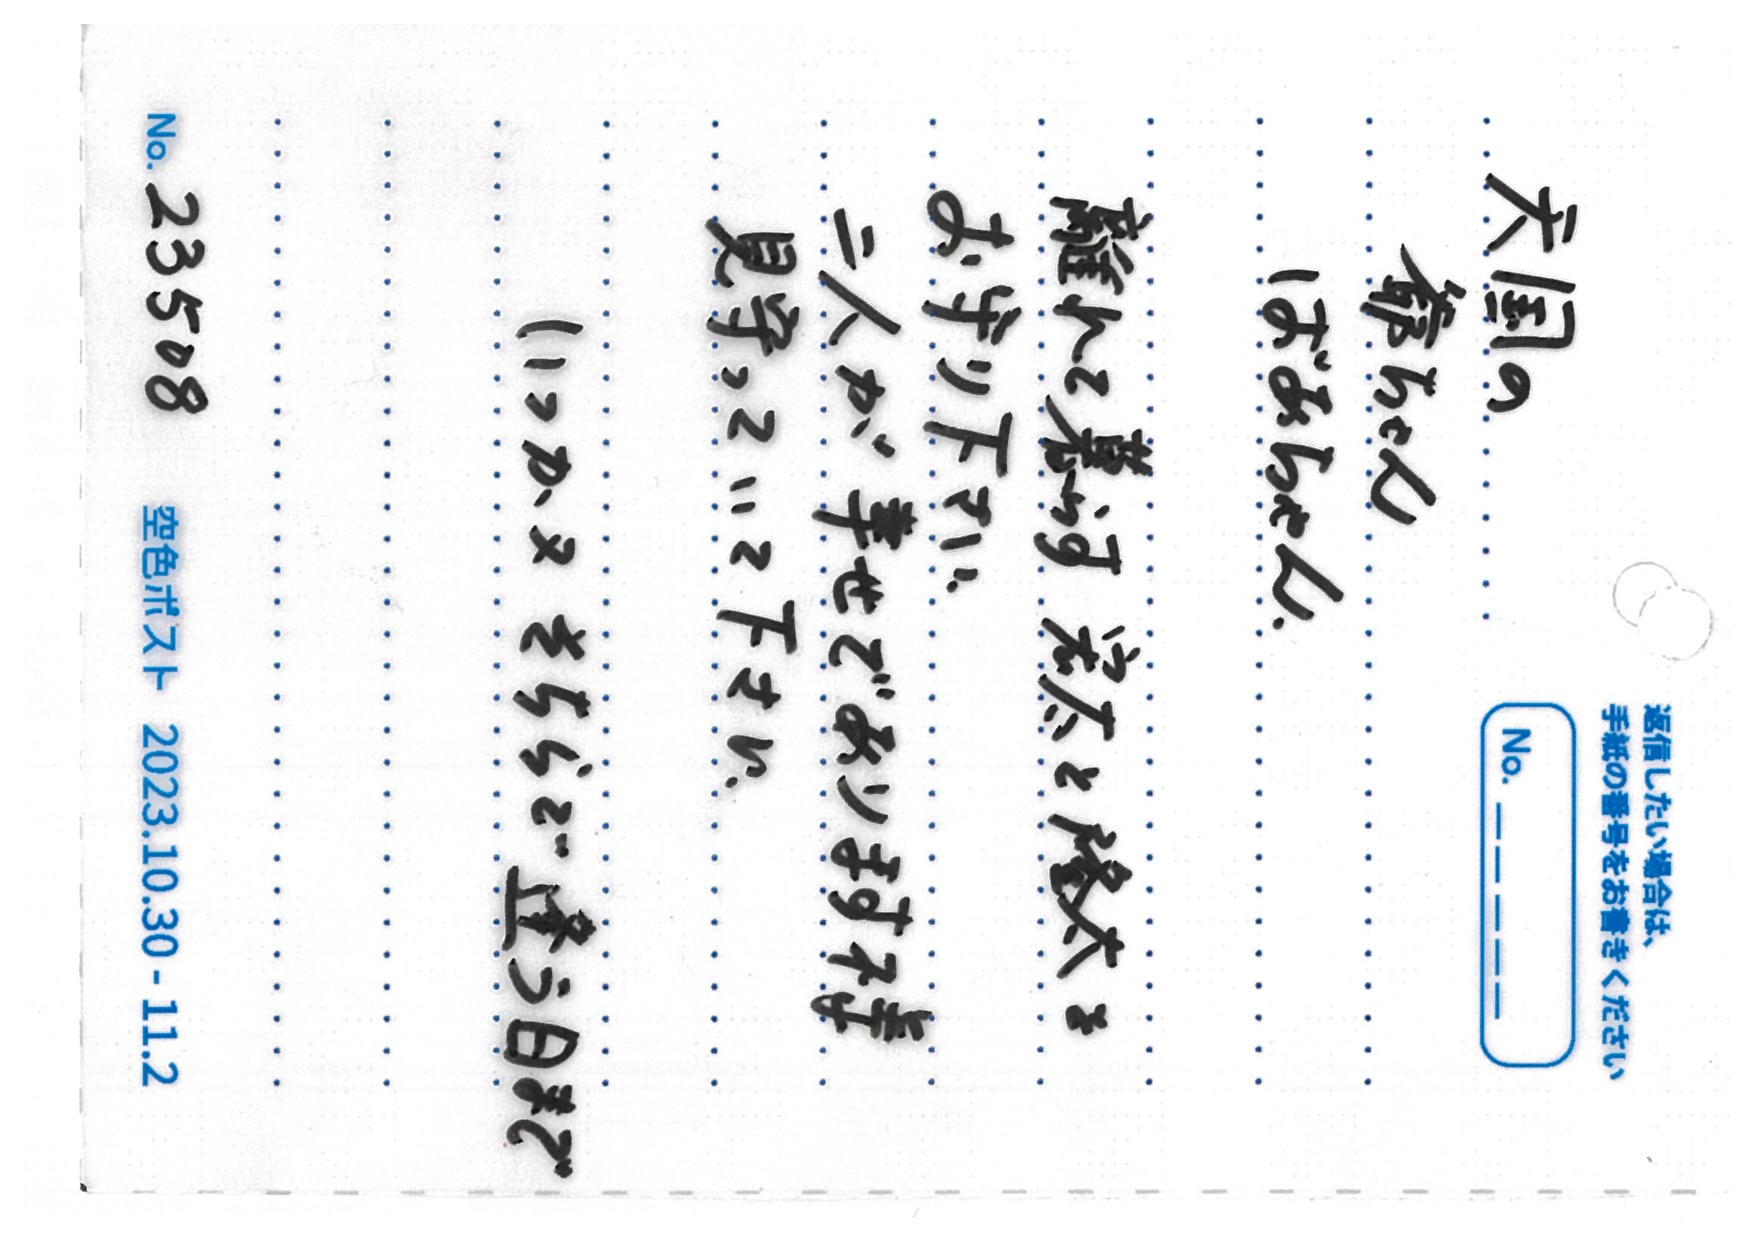 返信したい場合は、
手紙の番号をお書きください
No. _ _ _ _ _
天国の
爺ちゃん
ばあちゃん.
離れて暮らす 宏太と隆太を
お守り下さい.
二人が幸せであります様
見守っていて下さい.
いつか又 そちらで逢う日まで
No. 23508 空色ポスト 2023.10.30 - 11.2